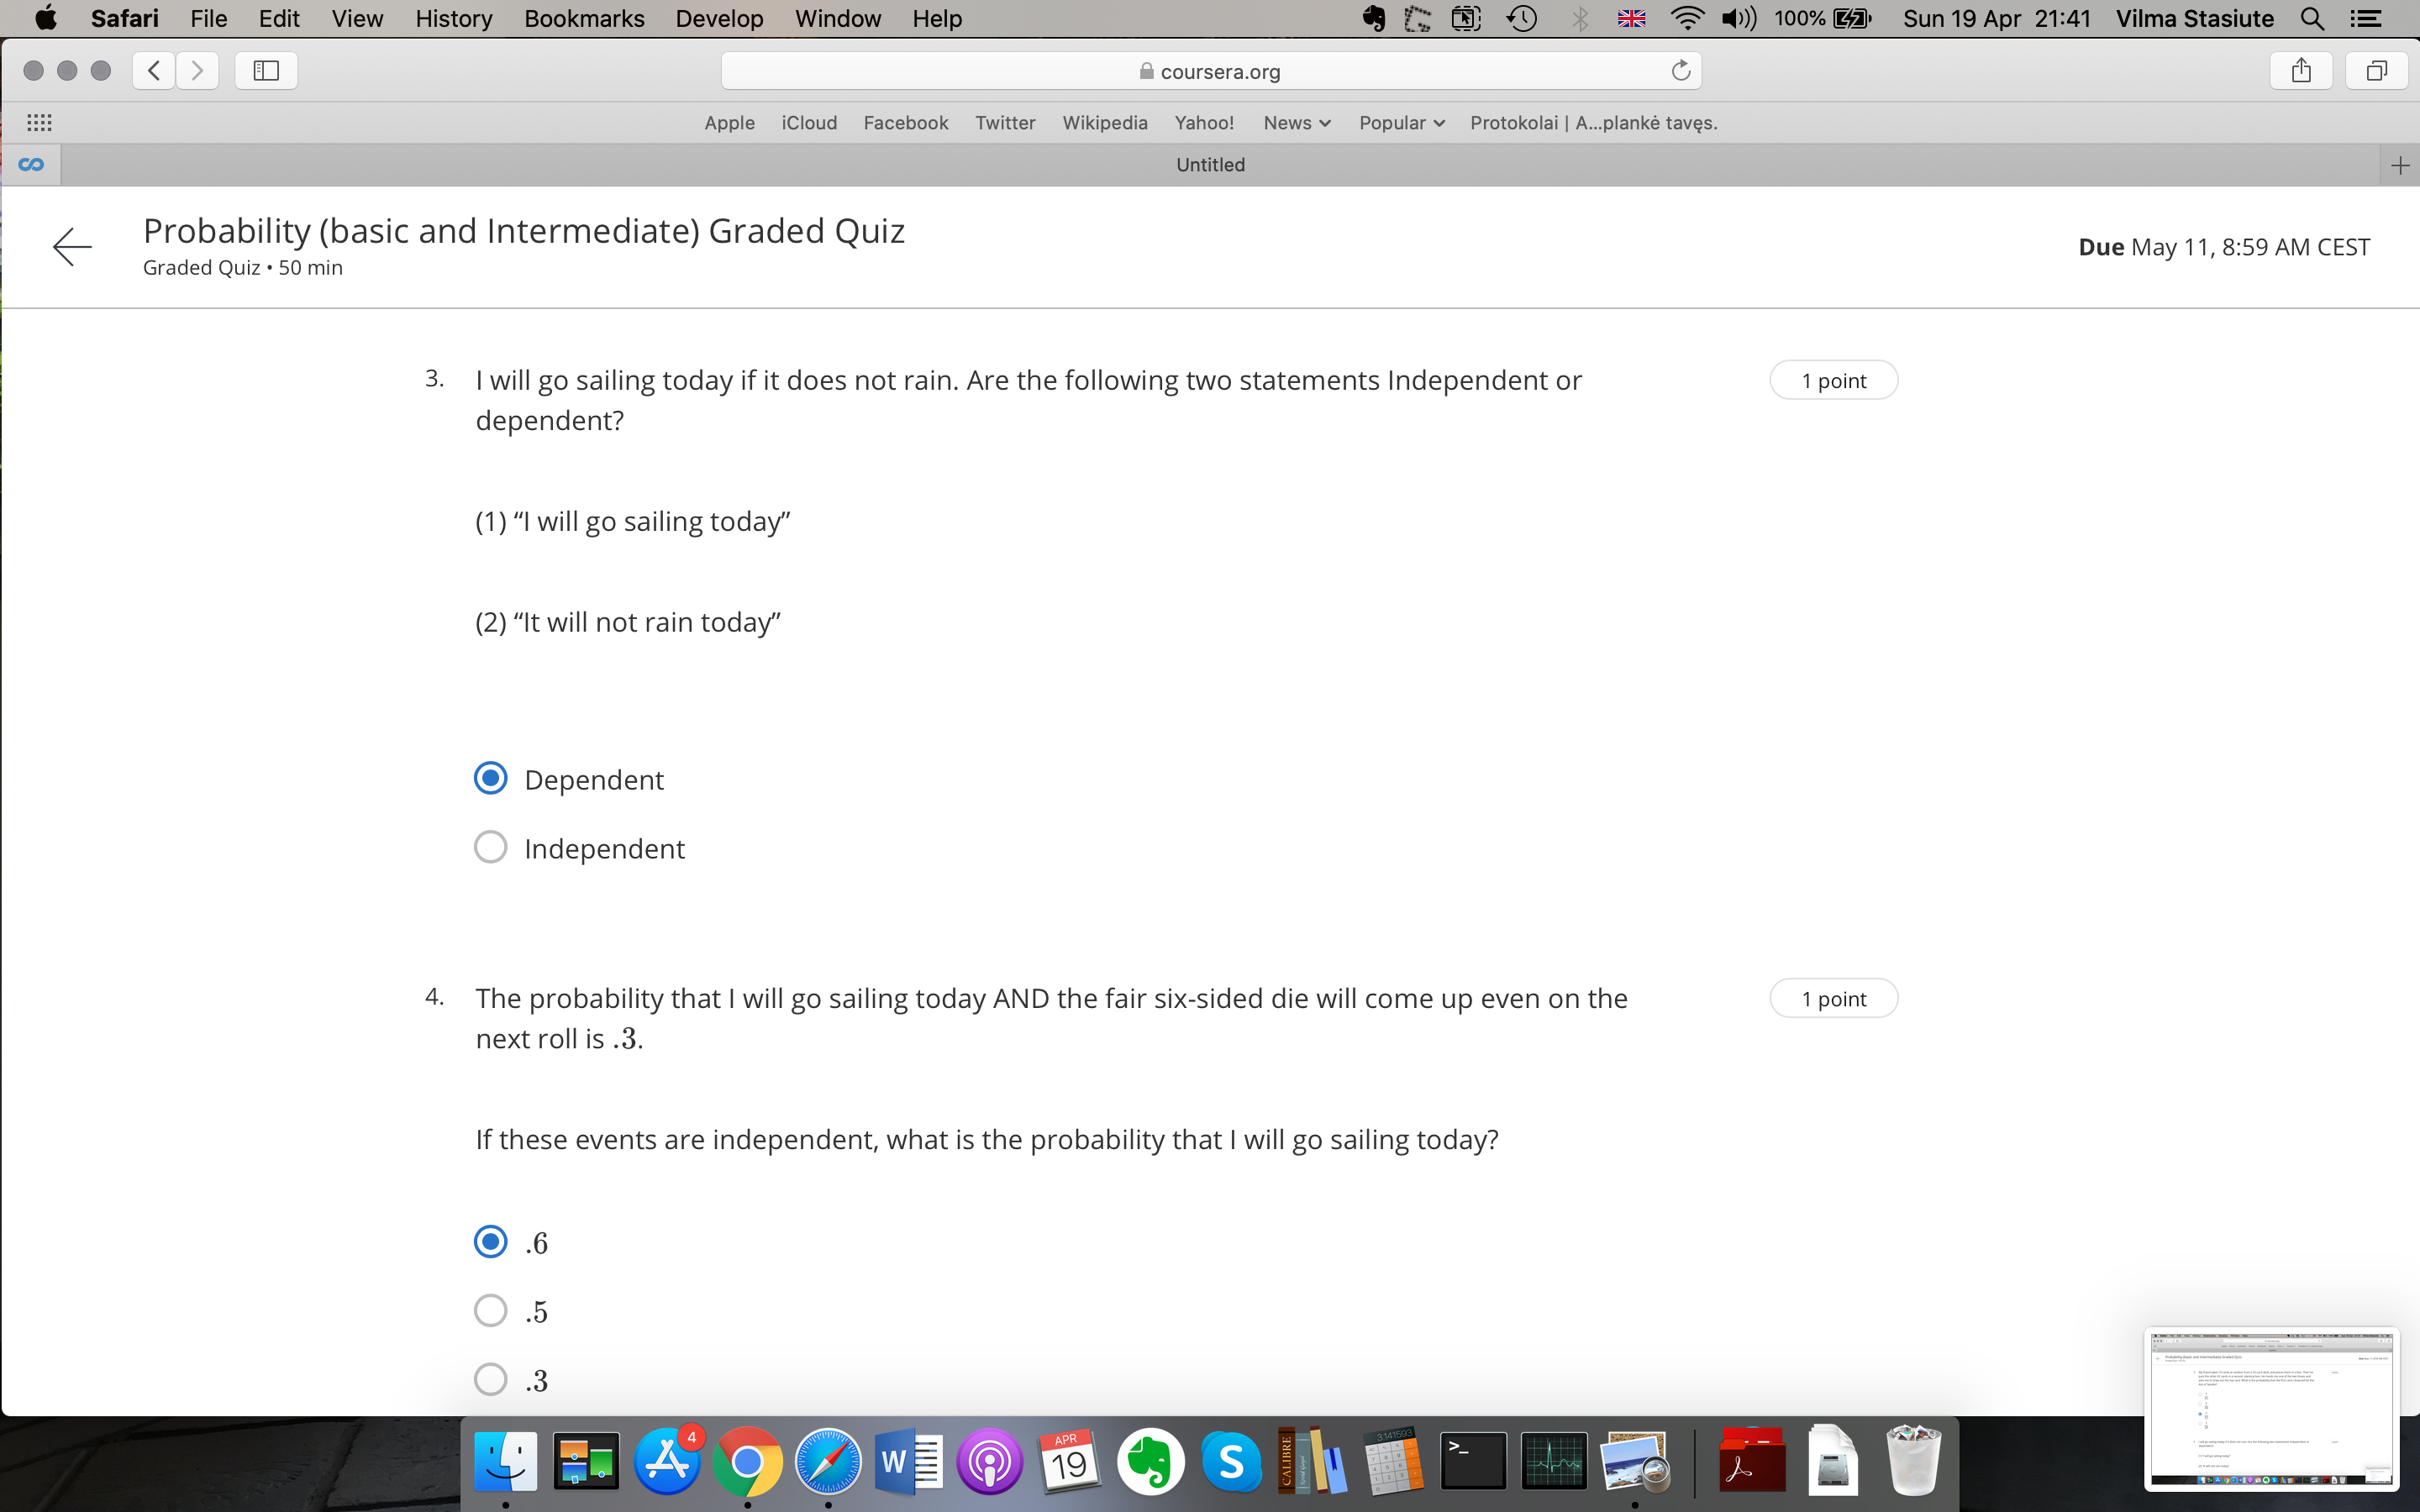 Safari File Edit View History Bookmarks Develop Window Help 100% Sun 19 Apr 21:41 Vilma Stasiute
coursera.org
Apple iCloud Facebook Twitter Wikipedia Yahoo! News Popular Protokolai | A...plankė tavęs.
Untitled
Probability (basic and Intermediate) Graded Quiz
Graded Quiz • 50 min
Due May 11, 8:59 AM CEST
3. I will go sailing today if it does not rain. Are the following two statements Independent or
dependent?
1 point
(1) “I will go sailing today”
(2) “It will not rain today”
Dependent
Independent
4. The probability that I will go sailing today AND the fair six-sided die will come up even on the
next roll is .3.
1 point
If these events are independent, what is the probability that I will go sailing today?
.6
.5
.3
4
W
APR
19
S
CALIBRE
3.141593
>_